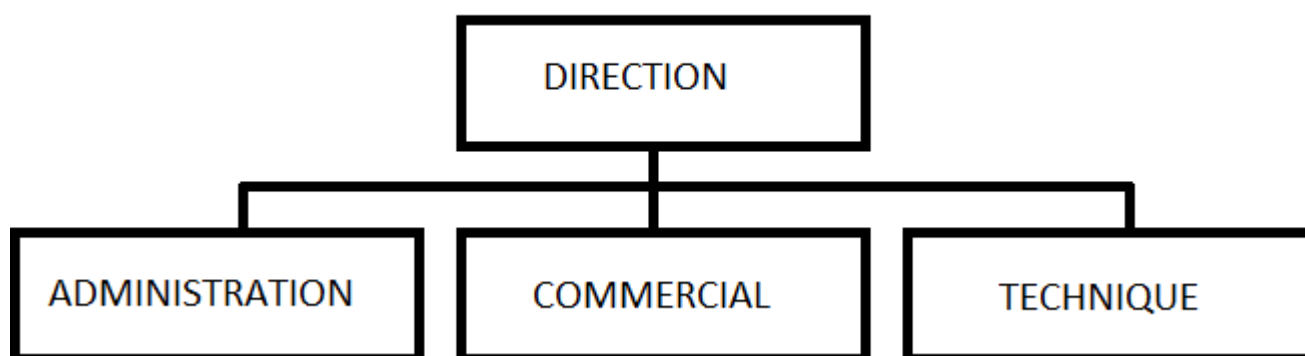 DIRECTION
ADMINISTRATION
COMMERCIAL
TECHNIQUE